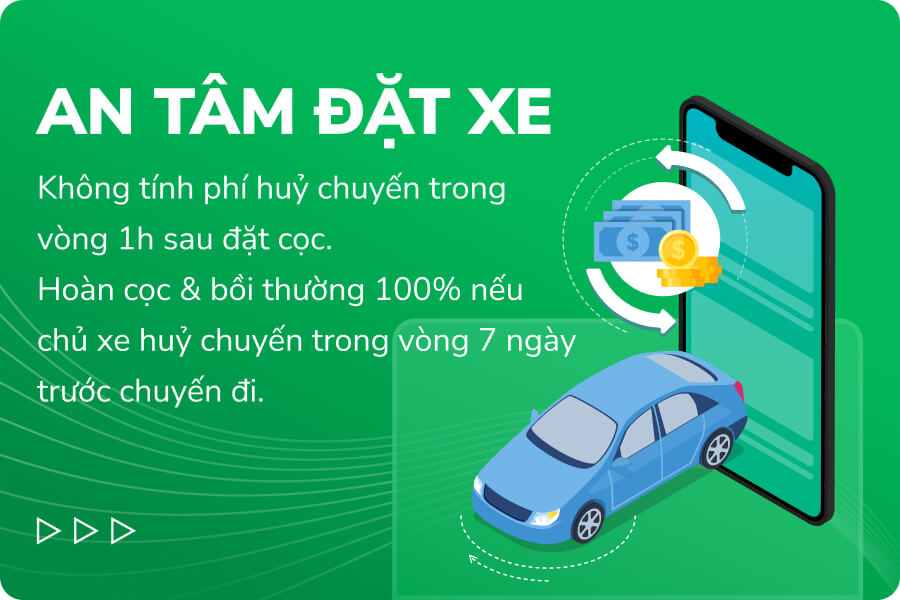 AN TÂM ĐẶT XE
Không tính phí huỷ chuyến trong
vòng 1h sau đặt cọc.
Hoàn cọc & bồi thường 100% nếu
chủ xe huỷ chuyến trong vòng 7 ngày
trước chuyến đi.
$
$